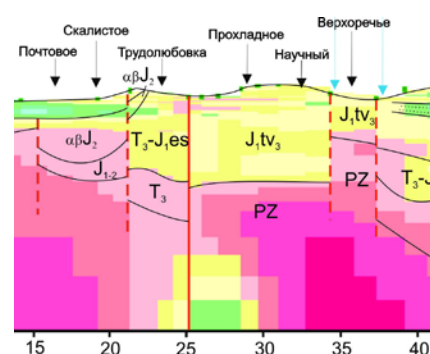 Верхоречье
Скалистое
Прохладное
Почтовое
Трудолюбовка
Научный
αβJ₂
J₁tv₃
αβJ₂
T₃-J₁es
J₁tv₃
J₁₋₂
T₃
PZ
PZ
T₃-J
15 20 25 30 35 40